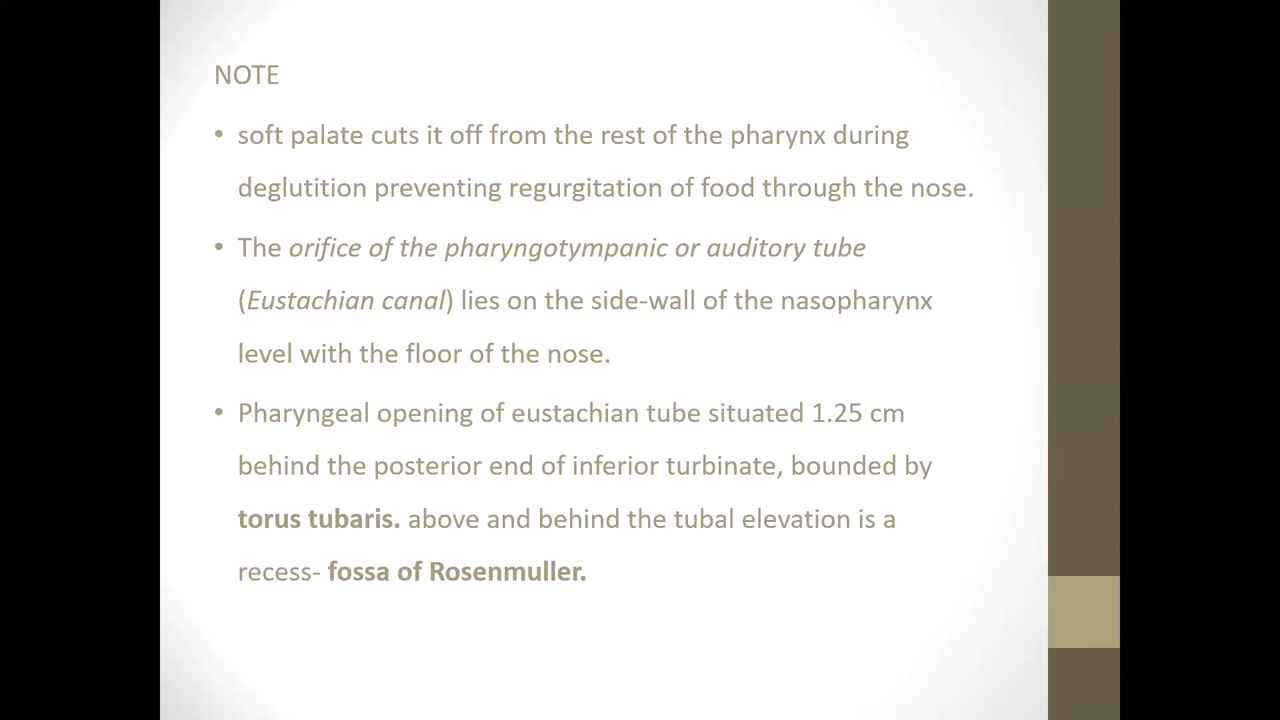 NOTE
• soft palate cuts it off from the rest of the pharynx during
deglutition preventing regurgitation of food through the nose.
• The orifice of the pharyngotympanic or auditory tube
(Eustachian canal) lies on the side-wall of the nasopharynx
level with the floor of the nose.
• Pharyngeal opening of eustachian tube situated 1.25 cm
behind the posterior end of inferior turbinate, bounded by
torus tubaris. above and behind the tubal elevation is a
recess- fossa of Rosenmuller.